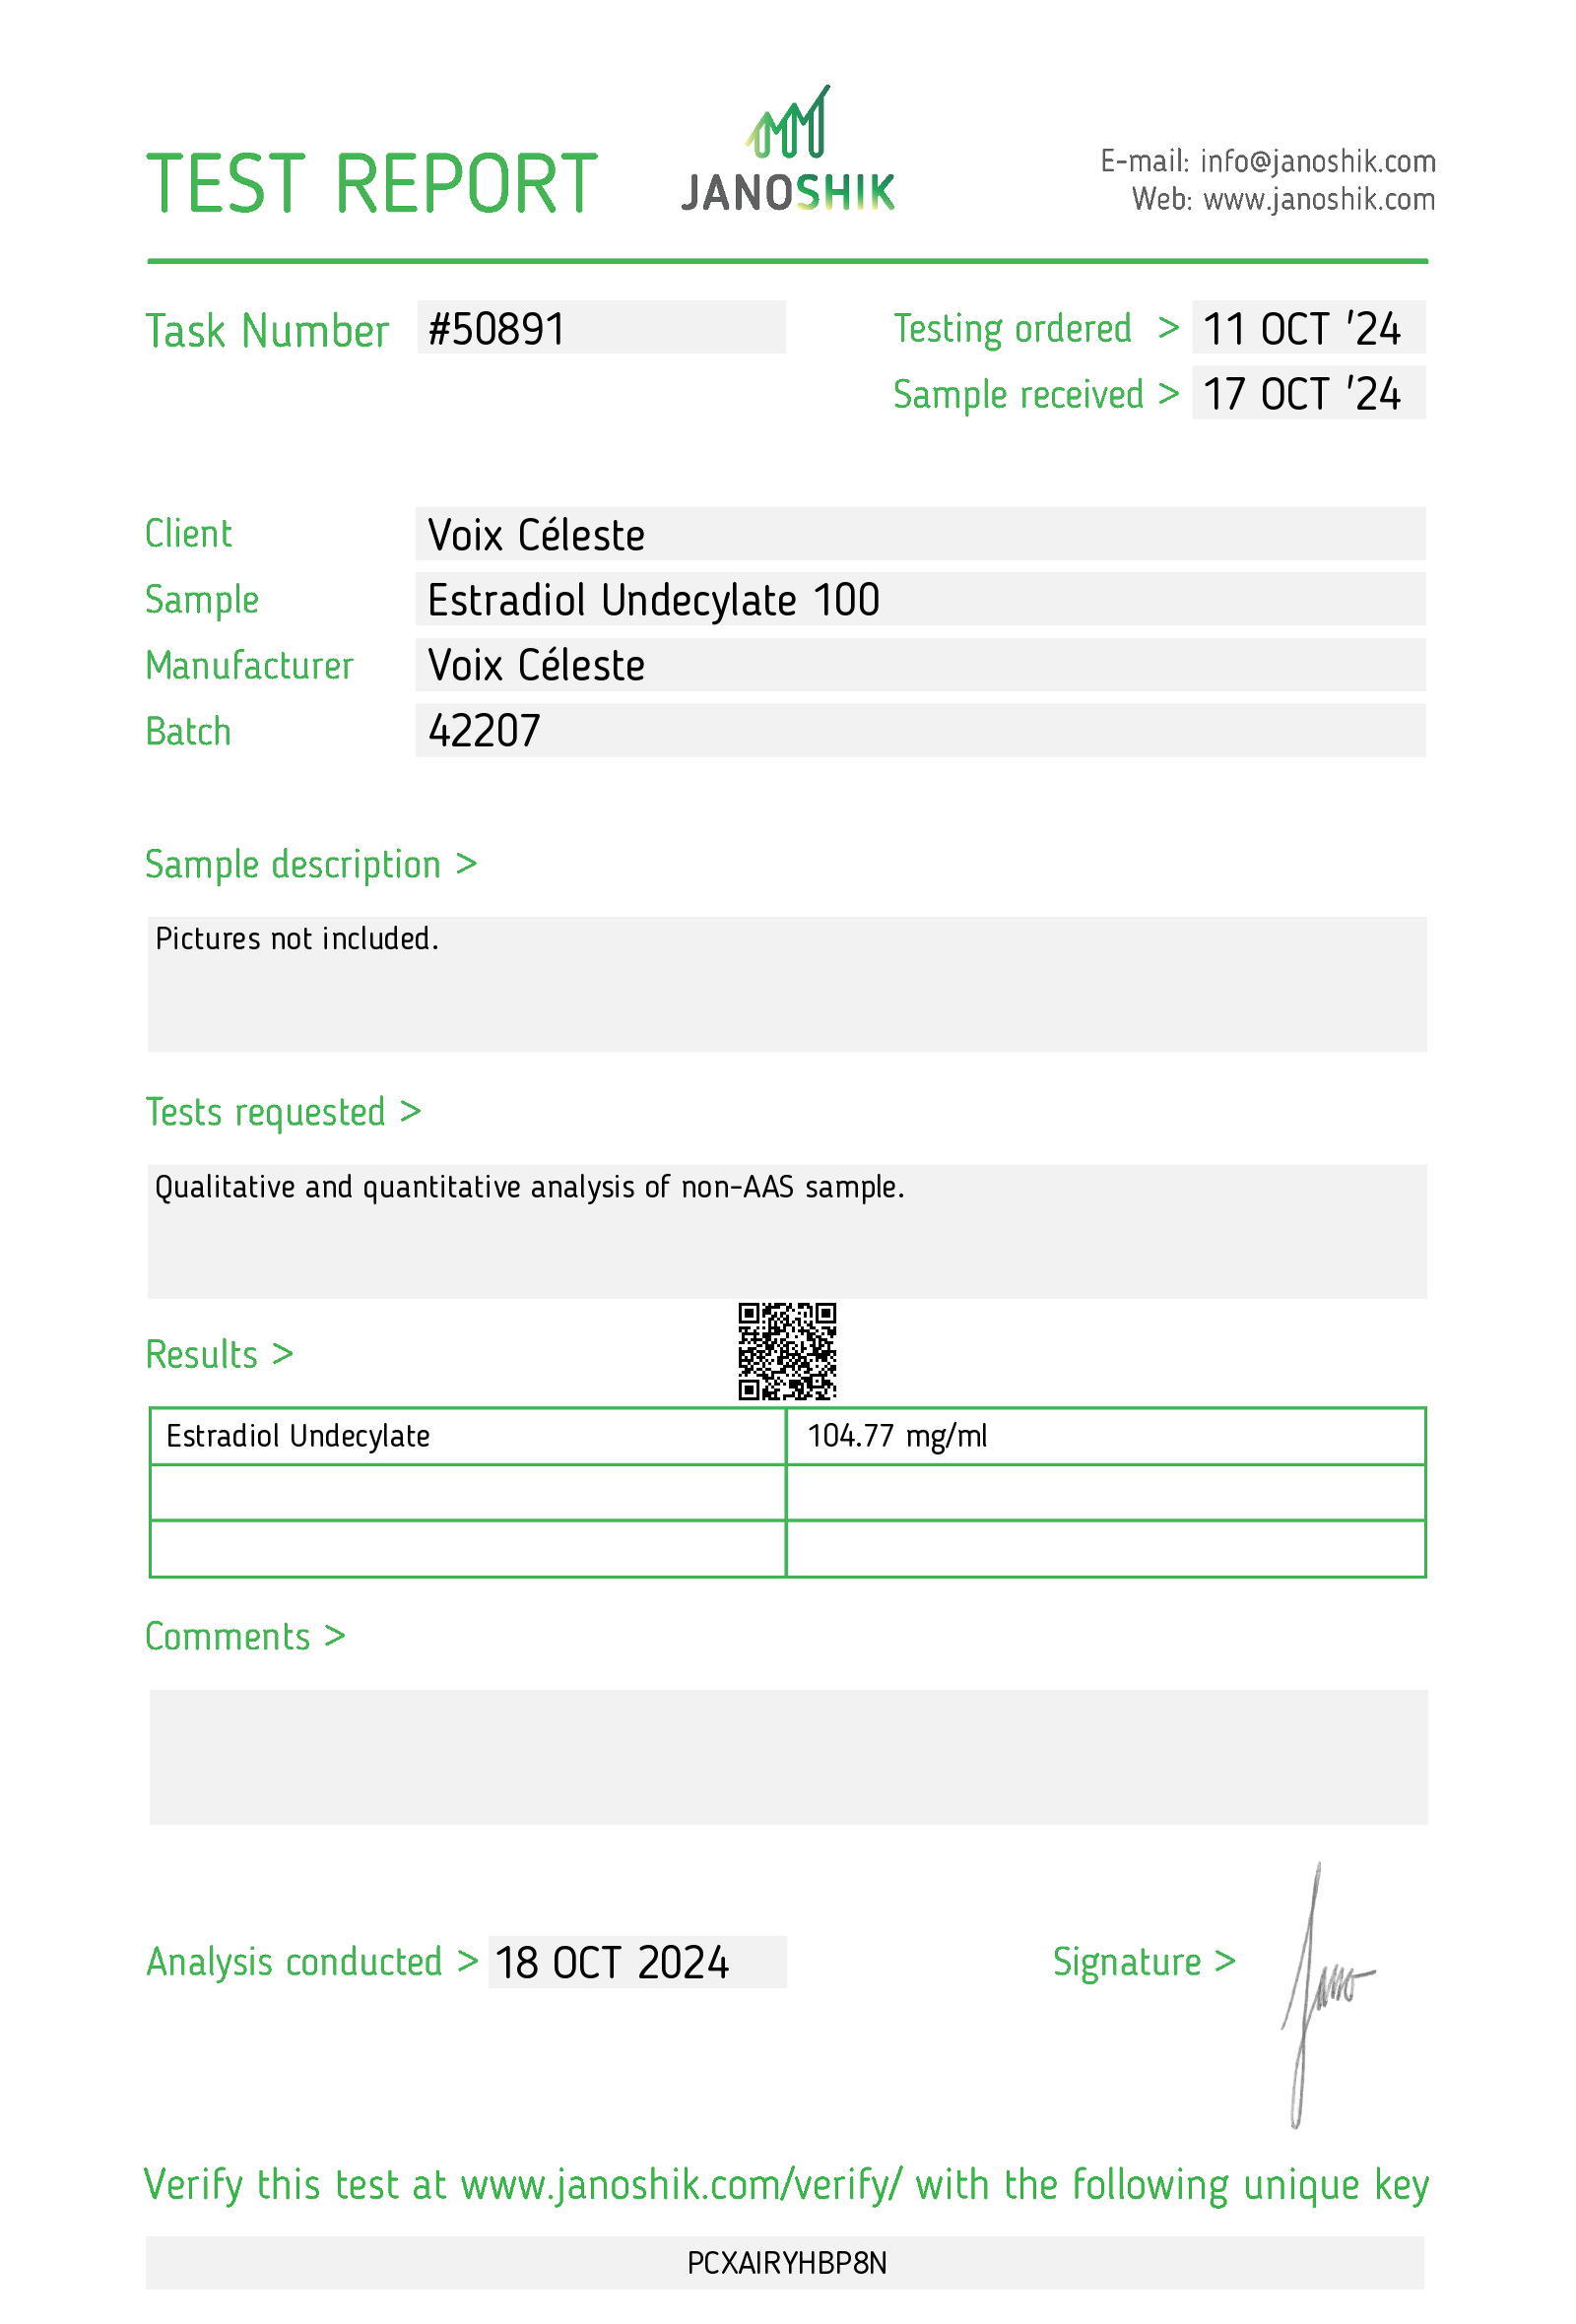 TEST REPORT
JANOSHIK
E-mail: info@janoshik.com
Web: www.janoshik.com
Task Number #50891
Testing ordered > 11 OCT '24
Sample received > 17 OCT '24
Client Voix Céleste
Sample Estradiol Undecylate 100
Manufacturer Voix Céleste
Batch 42207
Sample description >
Pictures not included.
Tests requested >
Qualitative and quantitative analysis of non-AAS sample.
Results >
Estradiol Undecylate 104.77 mg/ml
Comments >
Analysis conducted > 18 OCT 2024
Signature > Jano
Verify this test at www.janoshik.com/verify/ with the following unique key
PCXAIRYHBP8N